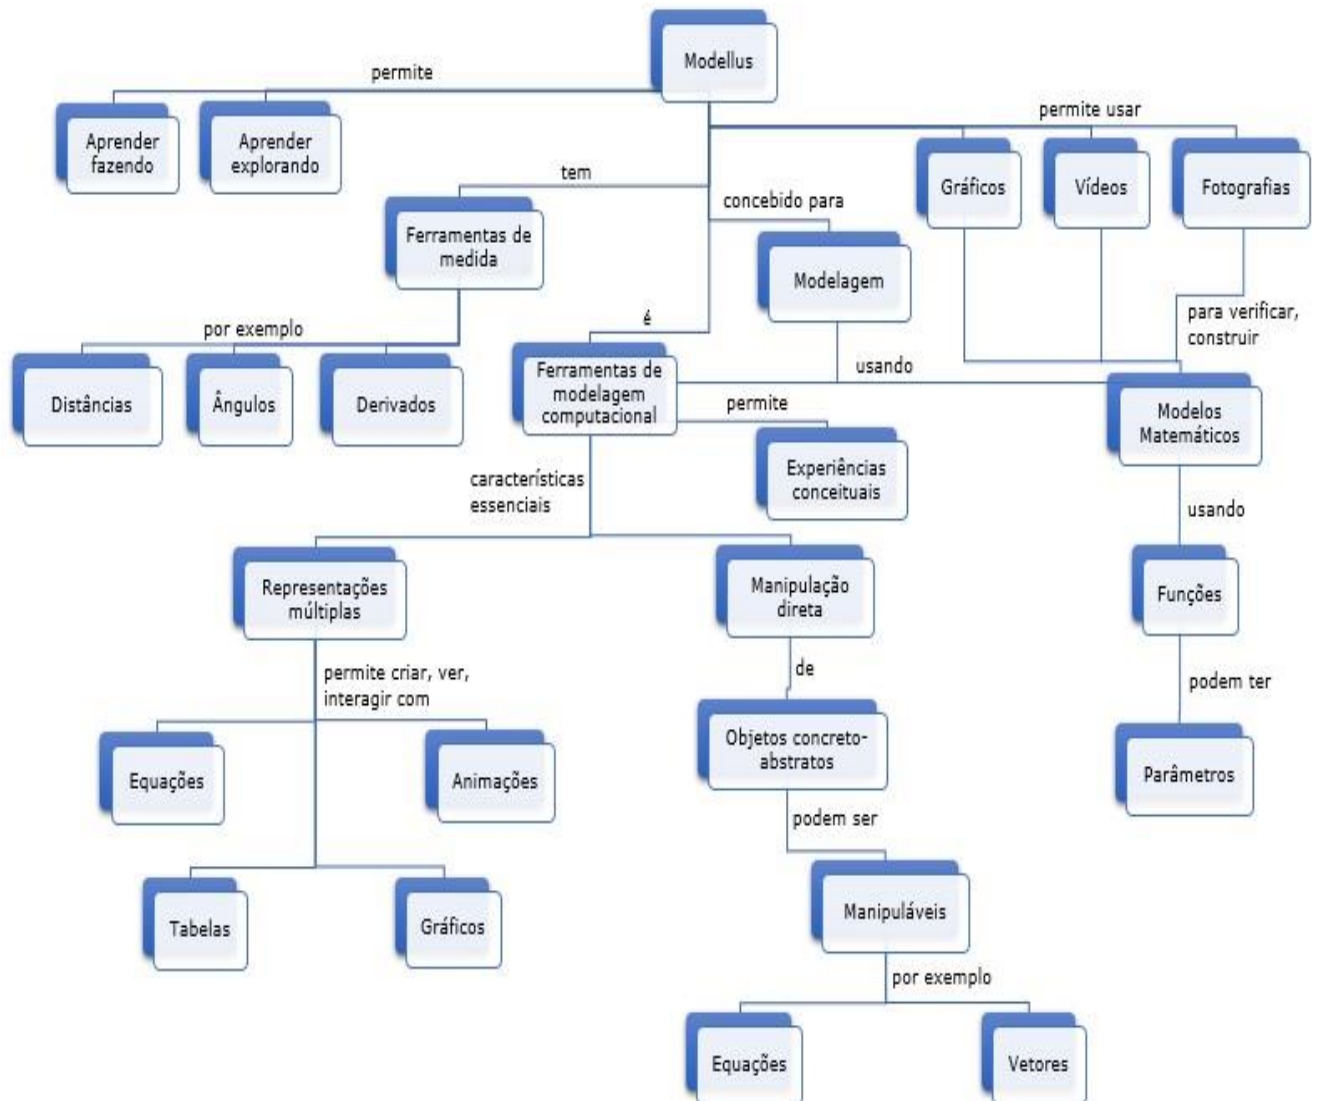 Modellus
permite
permite usar
Aprender
fazendo
Aprender
explorando
Gráficos
Vídeos
Fotografias
tem
concebido para
Ferramentas de
medida
Modelagem
por exemplo
é
para verificar,
construir
Distâncias
Ângulos
Derivados
Ferramentas de
modelagem
computacional
usando
permite
Modelos
Matemáticos
Experiências
conceituais
características
essenciais
usando
Representações
múltiplas
Manipulação
direta
Funções
permite criar, ver,
interagir com
de
podem ter
Equações
Animações
Objetos concreto-
abstratos
Parâmetros
podem ser
Tabelas
Gráficos
Manipuláveis
por exemplo
Equações
Vetores